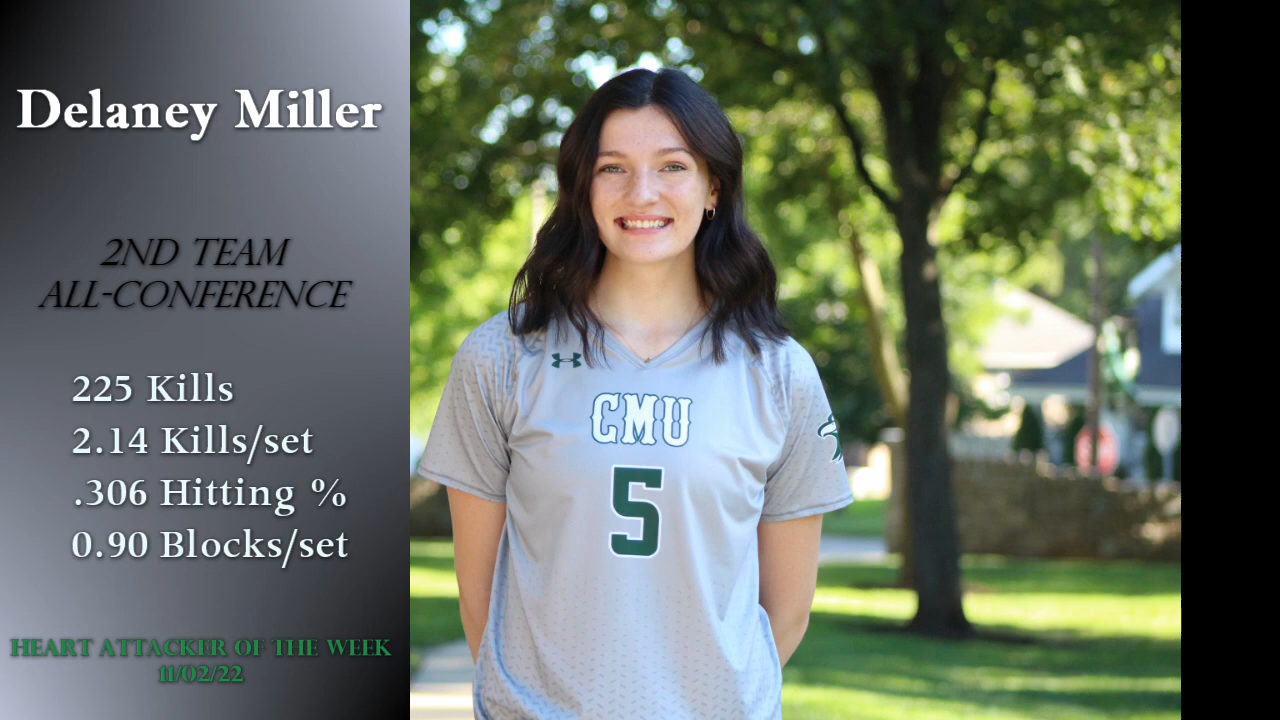 Delaney Miller
2ND TEAM
ALL-CONFERENCE
225 Kills
2.14 Kills/set
.306 Hitting %
0.90 Blocks/set
HEART ATTACKER OF THE WEEK
11/02/22
CMU
5